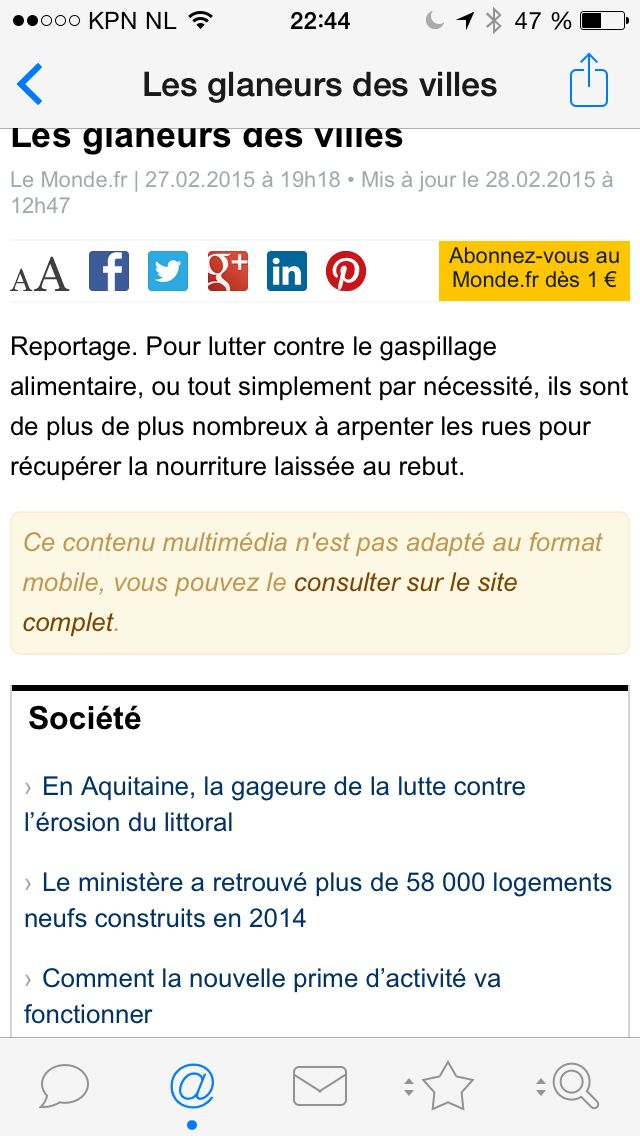 KPN NL 22:44 47 %
Les glaneurs des villes
Les glaneurs des villes
Le Monde.fr | 27.02.2015 à 19h18 • Mis à jour le 28.02.2015 à
12h47
AA f g+ in
Abonnez-vous au
Monde.fr dès 1 €
Reportage. Pour lutter contre le gaspillage
alimentaire, ou tout simplement par nécessité, ils sont
de plus de plus nombreux à arpenter les rues pour
récupérer la nourriture laissée au rebut.
Ce contenu multimédia n'est pas adapté au format
mobile, vous pouvez le consulter sur le site
complet.
Société
› En Aquitaine, la gageure de la lutte contre
l’érosion du littoral
› Le ministère a retrouvé plus de 58 000 logements
neufs construits en 2014
› Comment la nouvelle prime d’activité va
fonctionner
@